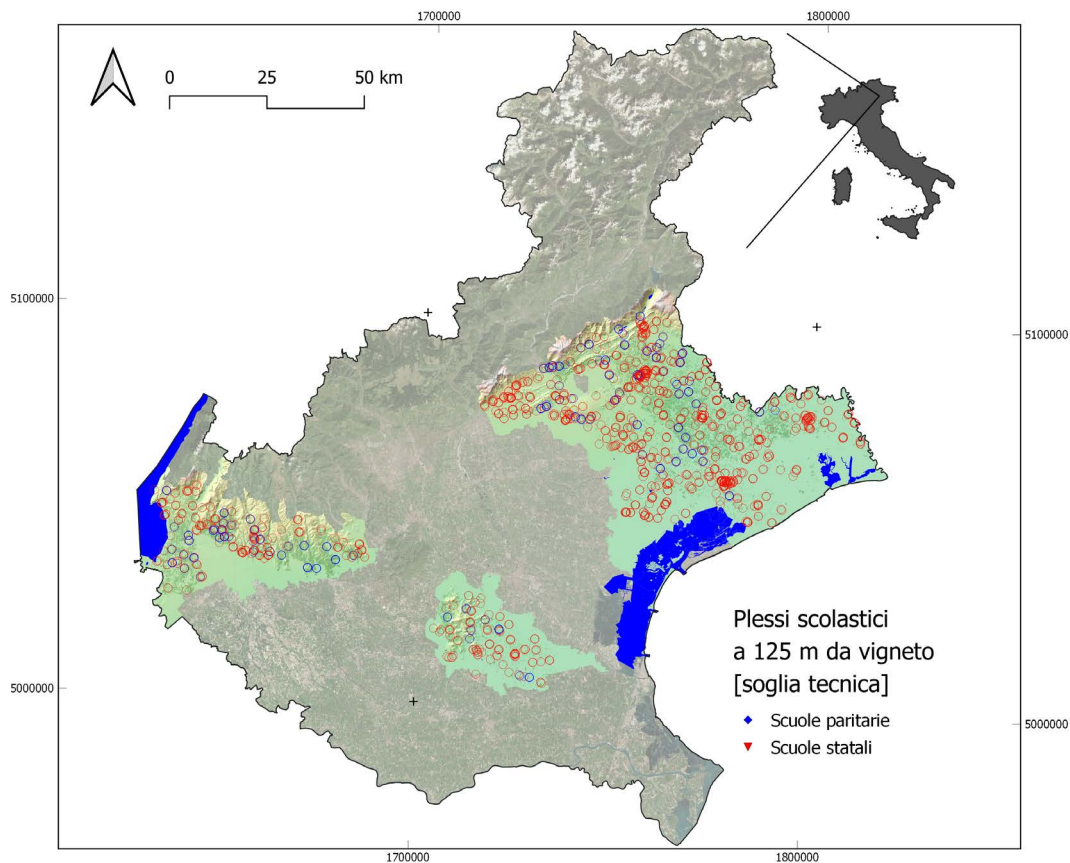 1700000
1800000
0
25
50 km
5100000
5100000
Plessi scolastici
a 125 m da vigneto
[soglia tecnica]
Scuole paritarie
Scuole statali
5000000
5000000
1700000
1800000